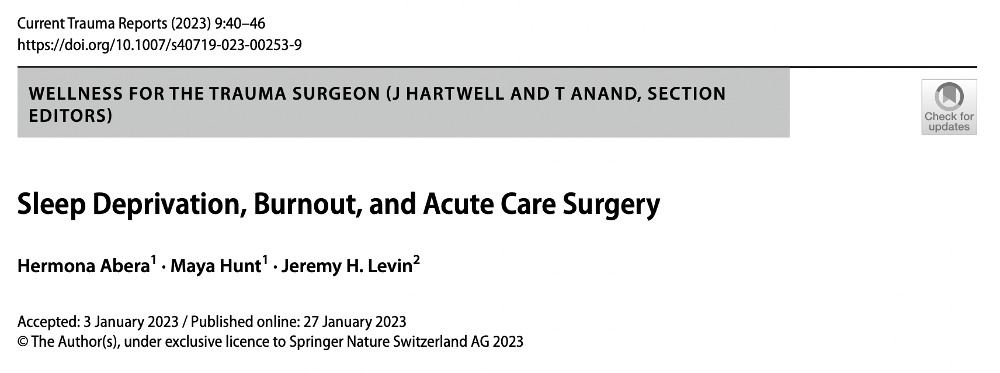 Current Trauma Reports (2023) 9:40–46
https://doi.org/10.1007/s40719-023-00253-9
WELLNESS FOR THE TRAUMA SURGEON (J HARTWELL AND T ANAND, SECTION
EDITORS)
Check for
updates
Sleep Deprivation, Burnout, and Acute Care Surgery
Hermona Abera1 · Maya Hunt1 · Jeremy H. Levin2
Accepted: 3 January 2023 / Published online: 27 January 2023
© The Author(s), under exclusive licence to Springer Nature Switzerland AG 2023